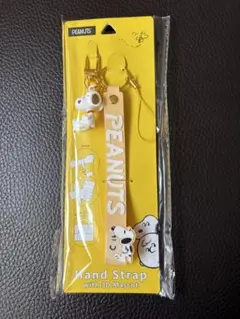 PEANUTS
PEANUTS
Hand Strap
with 3D Mascot